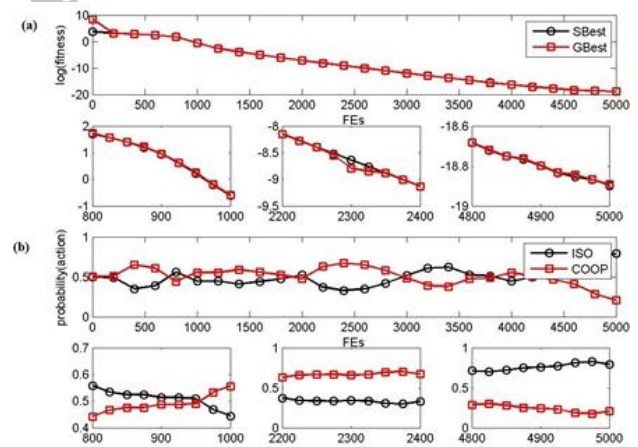 (a)
log(fitness)
10
0
-10
-20
SBest
GBest
0 500 1000 1500 2000 2500 3000 3500 4000 4500 5000
FEs
2
1
0
-1
800 900 1000
-8
-8.5
-9
-9.5
2200 2300 2400
-18.6
-18.8
-19
4800 4900 5000
(b)
probability(action)
1
0.5
0
ISO
COOP
0 500 1000 1500 2000 2500 3000 3500 4000 4500 5000
FEs
0.7
0.6
0.5
0.4
800 900 1000
1
0.5
0
2200 2300 2400
1
0.5
0
4800 4900 5000